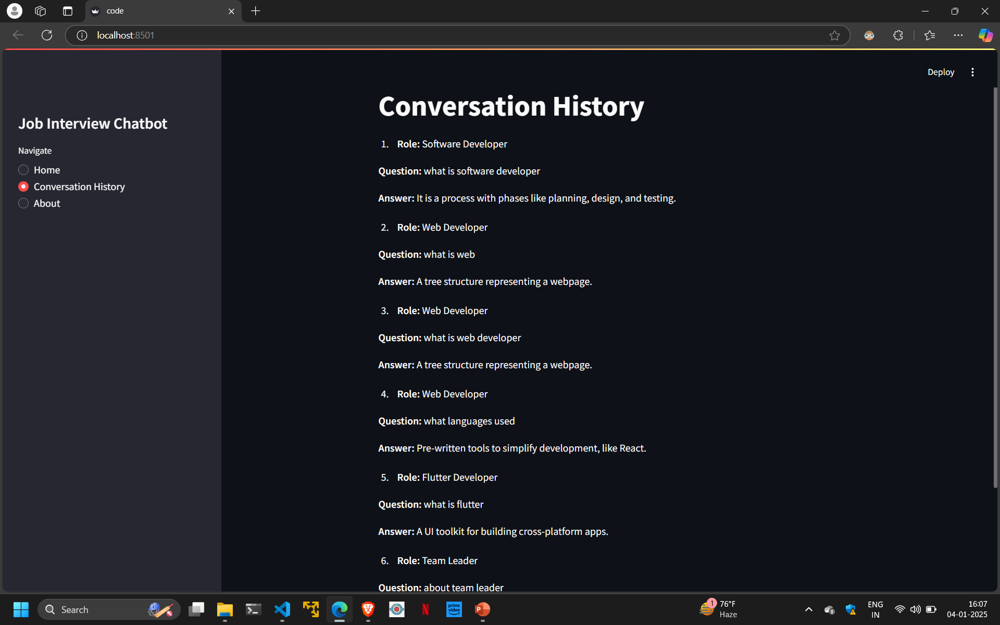 code
localhost:8501
Deploy
Job Interview Chatbot
Navigate
Home
Conversation History
About
Conversation History
1. Role: Software Developer
Question: what is software developer
Answer: It is a process with phases like planning, design, and testing.
2. Role: Web Developer
Question: what is web
Answer: A tree structure representing a webpage.
3. Role: Web Developer
Question: what is web developer
Answer: A tree structure representing a webpage.
4. Role: Web Developer
Question: what languages used
Answer: Pre-written tools to simplify development, like React.
5. Role: Flutter Developer
Question: what is flutter
Answer: A UI toolkit for building cross-platform apps.
6. Role: Team Leader
Question: about team leader
Search
prime
video
N
P
1
76°F
Haze
ENG
IN
16:07
04-01-2025